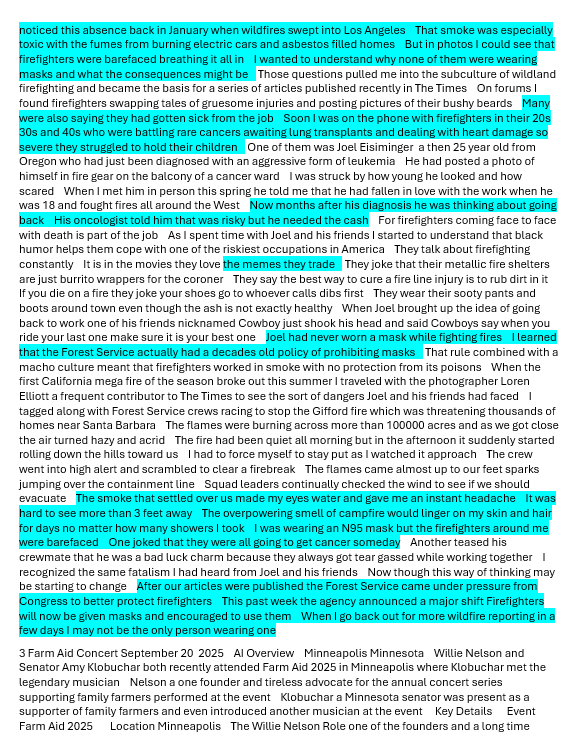 noticed this absence back in January when wildfires swept into Los Angeles    That smoke was especially
toxic with the fumes from burning electric cars and asbestos filled homes    But in photos I could see that
firefighters were barefaced breathing it all in    I wanted to understand why none of them were wearing
masks and what the consequences might be    Those questions pulled me into the subculture of wildland
firefighting and became the basis for a series of articles published recently in The Times    On forums I
found firefighters swapping tales of gruesome injuries and posting pictures of their bushy beards    Many
were also saying they had gotten sick from the job    Soon I was on the phone with firefighters in their 20s
30s and 40s who were battling rare cancers awaiting lung transplants and dealing with heart damage so
severe they struggled to hold their children    One of them was Joel Eisiminger  a then 25 year old from
Oregon who had just been diagnosed with an aggressive form of leukemia    He had posted a photo of
himself in fire gear on the balcony of a cancer ward    I was struck by how young he looked and how
scared    When I met him in person this spring he told me that he had fallen in love with the work when he
was 18 and fought fires all around the West    Now months after his diagnosis he was thinking about going
back    His oncologist told him that was risky but he needed the cash    For firefighters coming face to face
with death is part of the job    As I spent time with Joel and his friends I started to understand that black
humor helps them cope with one of the riskiest occupations in America    They talk about firefighting
constantly    It is in the movies they love the memes they trade    They joke that their metallic fire shelters
are just burrito wrappers for the coroner    They say the best way to cure a fire line injury is to rub dirt in it
If you die on a fire they joke your shoes go to whoever calls dibs first    They wear their sooty pants and
boots around town even though the ash is not exactly healthy    When Joel brought up the idea of going
back to work one of his friends nicknamed Cowboy just shook his head and said Cowboys say when you
ride your last one make sure it is your best one    Joel had never worn a mask while fighting fires    I learned
that the Forest Service actually had a decades old policy of prohibiting masks    That rule combined with a
macho culture meant that firefighters worked in smoke with no protection from its poisons    When the
first California mega fire of the season broke out this summer I traveled with the photographer Loren
Elliott a frequent contributor to The Times to see the sort of dangers Joel and his friends had faced    I
tagged along with Forest Service crews racing to stop the Gifford fire which was threatening thousands of
homes near Santa Barbara    The flames were burning across more than 100000 acres and as we got close
the air turned hazy and acrid    The fire had been quiet all morning but in the afternoon it suddenly started
rolling down the hills toward us    I had to force myself to stay put as I watched it approach    The crew
went into high alert and scrambled to clear a firebreak    The flames came almost up to our feet sparks
jumping over the containment line    Squad leaders continually checked the wind to see if we should
evacuate    The smoke that settled over us made my eyes water and gave me an instant headache    It was
hard to see more than 3 feet away    The overpowering smell of campfire would linger on my skin and hair
for days no matter how many showers I took    I was wearing an N95 mask but the firefighters around me
were barefaced    One joked that they were all going to get cancer someday    Another teased his
crewmate that he was a bad luck charm because they always got tear gassed while working together    I
recognized the same fatalism I had heard from Joel and his friends    Now though this way of thinking may
be starting to change    After our articles were published the Forest Service came under pressure from
Congress to better protect firefighters    This past week the agency announced a major shift Firefighters
will now be given masks and encouraged to use them    When I go back out for more wildfire reporting in a
few days I may not be the only person wearing one
3 Farm Aid Concert September 20  2025    AI Overview    Minneapolis Minnesota    Willie Nelson and
Senator Amy Klobuchar both recently attended Farm Aid 2025 in Minneapolis where Klobuchar met the
legendary musician    Nelson a one founder and tireless advocate for the annual concert series
supporting family farmers performed at the event    Klobuchar a Minnesota senator was present as a
supporter of family farmers and even introduced another musician at the event    Key Details    Event
Farm Aid 2025    Location Minneapolis    The Willie Nelson Role one of the founders and a long time